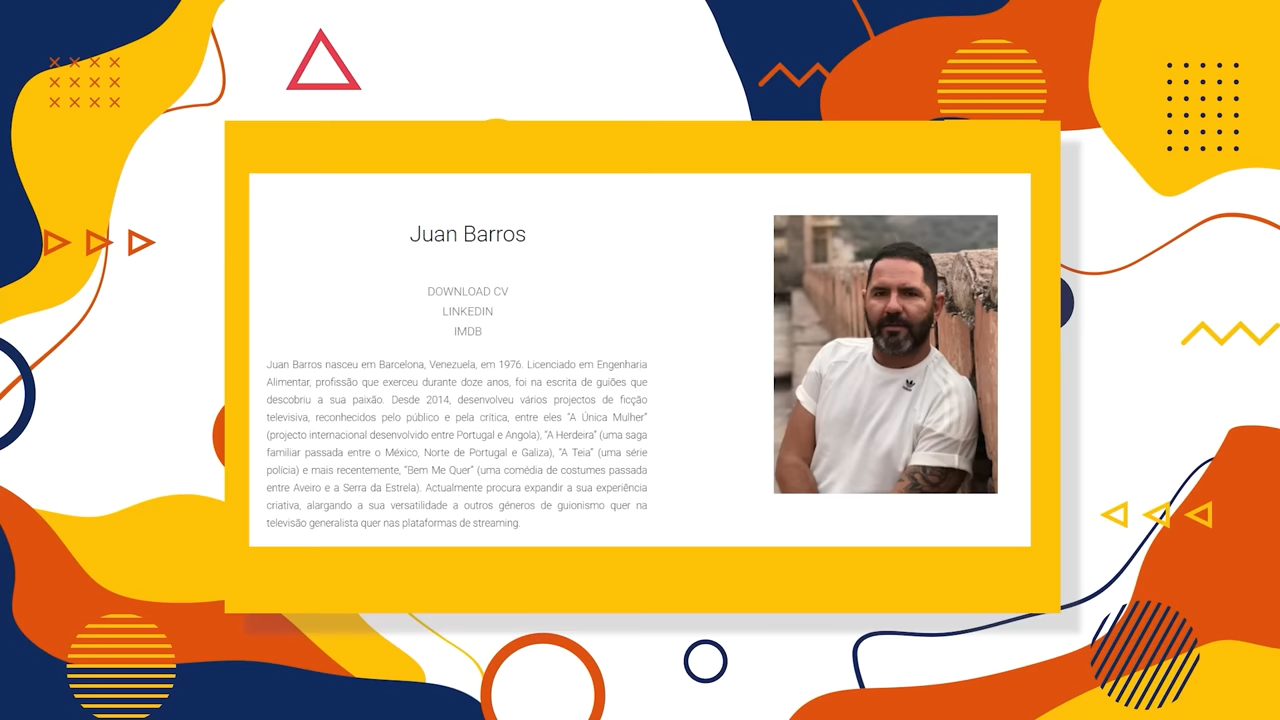 Juan Barros
DOWNLOAD CV
LINKEDIN
IMDB
Juan Barros nasceu em Barcelona, Venezuela, em 1976. Licenciado em Engenharia
Alimentar, profissão que exerceu durante doze anos, foi na escrita de guiões que
descobriu a sua paixão. Desde 2014, desenvolveu vários projectos de ficção
televisiva, reconhecidos pelo público e pela crítica, entre eles “A Única Mulher”
(projecto internacional desenvolvido entre Portugal e Angola), “A Herdeira” (uma saga
familiar passada entre o México, Norte de Portugal e Galiza), “A Teia” (uma série
polícia) e mais recentemente, “Bem Me Quer” (uma comédia de costumes passada
entre Aveiro e a Serra da Estrela). Actualmente procura expandir a sua experiência
criativa, alargando a sua versatilidade a outros géneros de guionismo quer na
televisão generalista quer nas plataformas de streaming.